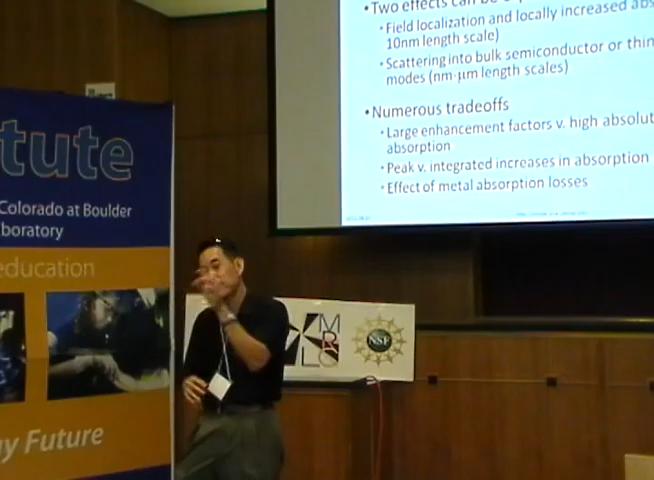 Two effects can be
Field localization and locally increased abs
10nm length scale)
Scattering into bulk semiconductor or thin
modes (nm-μm length scales)
Numerous tradeoffs
Large enhancement factors v. high absolut
absorption
Peak v. integrated increases in absorption
Effect of metal absorption losses
tute
Colorado at Boulder
boratory
education
y Future
M
R
L
NSF